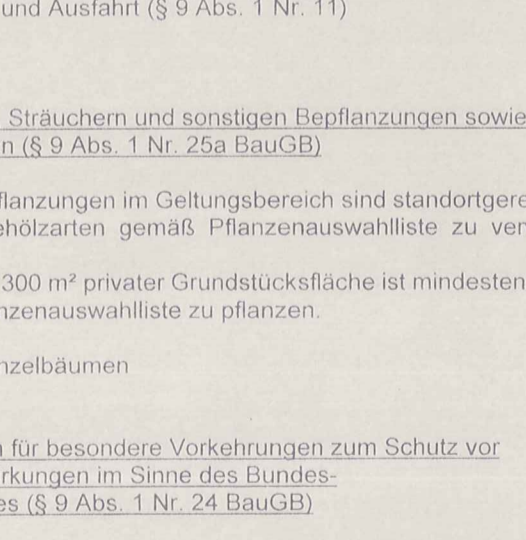 und Ausfahrt (§ 9 Abs. 1 Nr. 11)
Sträuchern und sonstigen Bepflanzungen sowie
n (§ 9 Abs. 1 Nr. 25a BauGB)
flanzungen im Geltungsbereich sind standortgere
ehölzarten gemäß Pflanzenauswahlliste zu ver
300 m² privater Grundstücksfläche ist mindesten
nzenauswahlliste zu pflanzen.
nzelbäumen
n für besondere Vorkehrungen zum Schutz vor
rkungen im Sinne des Bundes-
es (§ 9 Abs. 1 Nr. 24 BauGB)